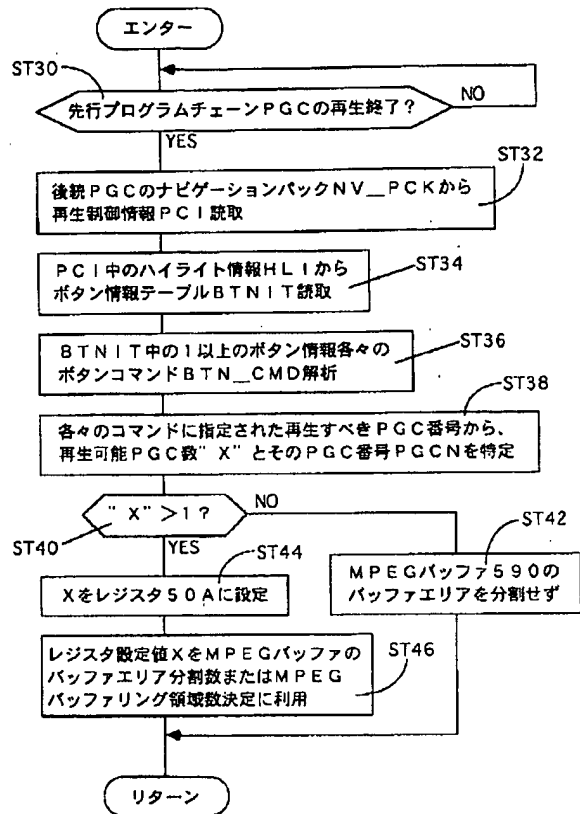 エンター
ST30
先行プログラムチェーンPGCの再生終了？
NO
YES
ST32
後続PGCのナビゲーションパックNV__PCKから
再生制御情報PCI読取
ST34
PCI中のハイライト情報HLIから
ボタン情報テーブルBTNIT読取
ST36
BTNIT中の1以上のボタン情報各々の
ボタンコマンドBTN__CMD解析
ST38
各々のコマンドに指定された再生すべきPGC番号から、
再生可能PGC数"X"とそのPGC番号PGCNを特定
"X">1？
NO
ST40
YES
ST44
ST42
Xをレジスタ50Aに設定
MPEGバッファ590の
バッファエリアを分割せず
レジスタ設定値XをMPEGバッファの
バッファエリア分割数またはMPEG
バッファリング領域数決定に利用
ST46
リターン